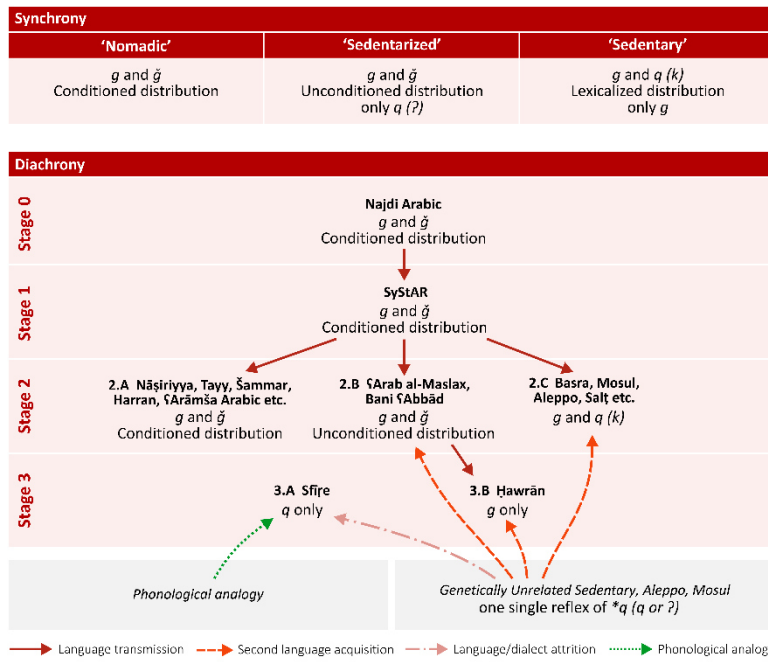 Synchrony
‘Nomadic’
‘Sedentarized’
‘Sedentary’
g and ǧ
Conditioned distribution
g and ǧ
Unconditioned distribution
only q (?)
g and q (k)
Lexicalized distribution
only g
Diachrony
Stage 0
Najdi Arabic
g and ǧ
Conditioned distribution
Stage 1
SyStAR
g and ǧ
Conditioned distribution
Stage 2
2.A Nāṣiriyya, Tayy, Šammar,
Harran, ʕArāmša Arabic etc.
g and ǧ
Conditioned distribution
2.B ʕArab al-Maslax,
Bani ʕAbbād
g and ǧ
Unconditioned distribution
2.C Basra, Mosul,
Aleppo, Salṭ etc.
g and q (k)
Stage 3
3.A Sfīṛe
q only
3.B Ḥawrān
g only
Phonological analogy
Genetically Unrelated Sedentary, Aleppo, Mosul
one single reflex of *q (q or ʔ)
Language transmission
Second language acquisition
Language/dialect attrition
Phonological analog